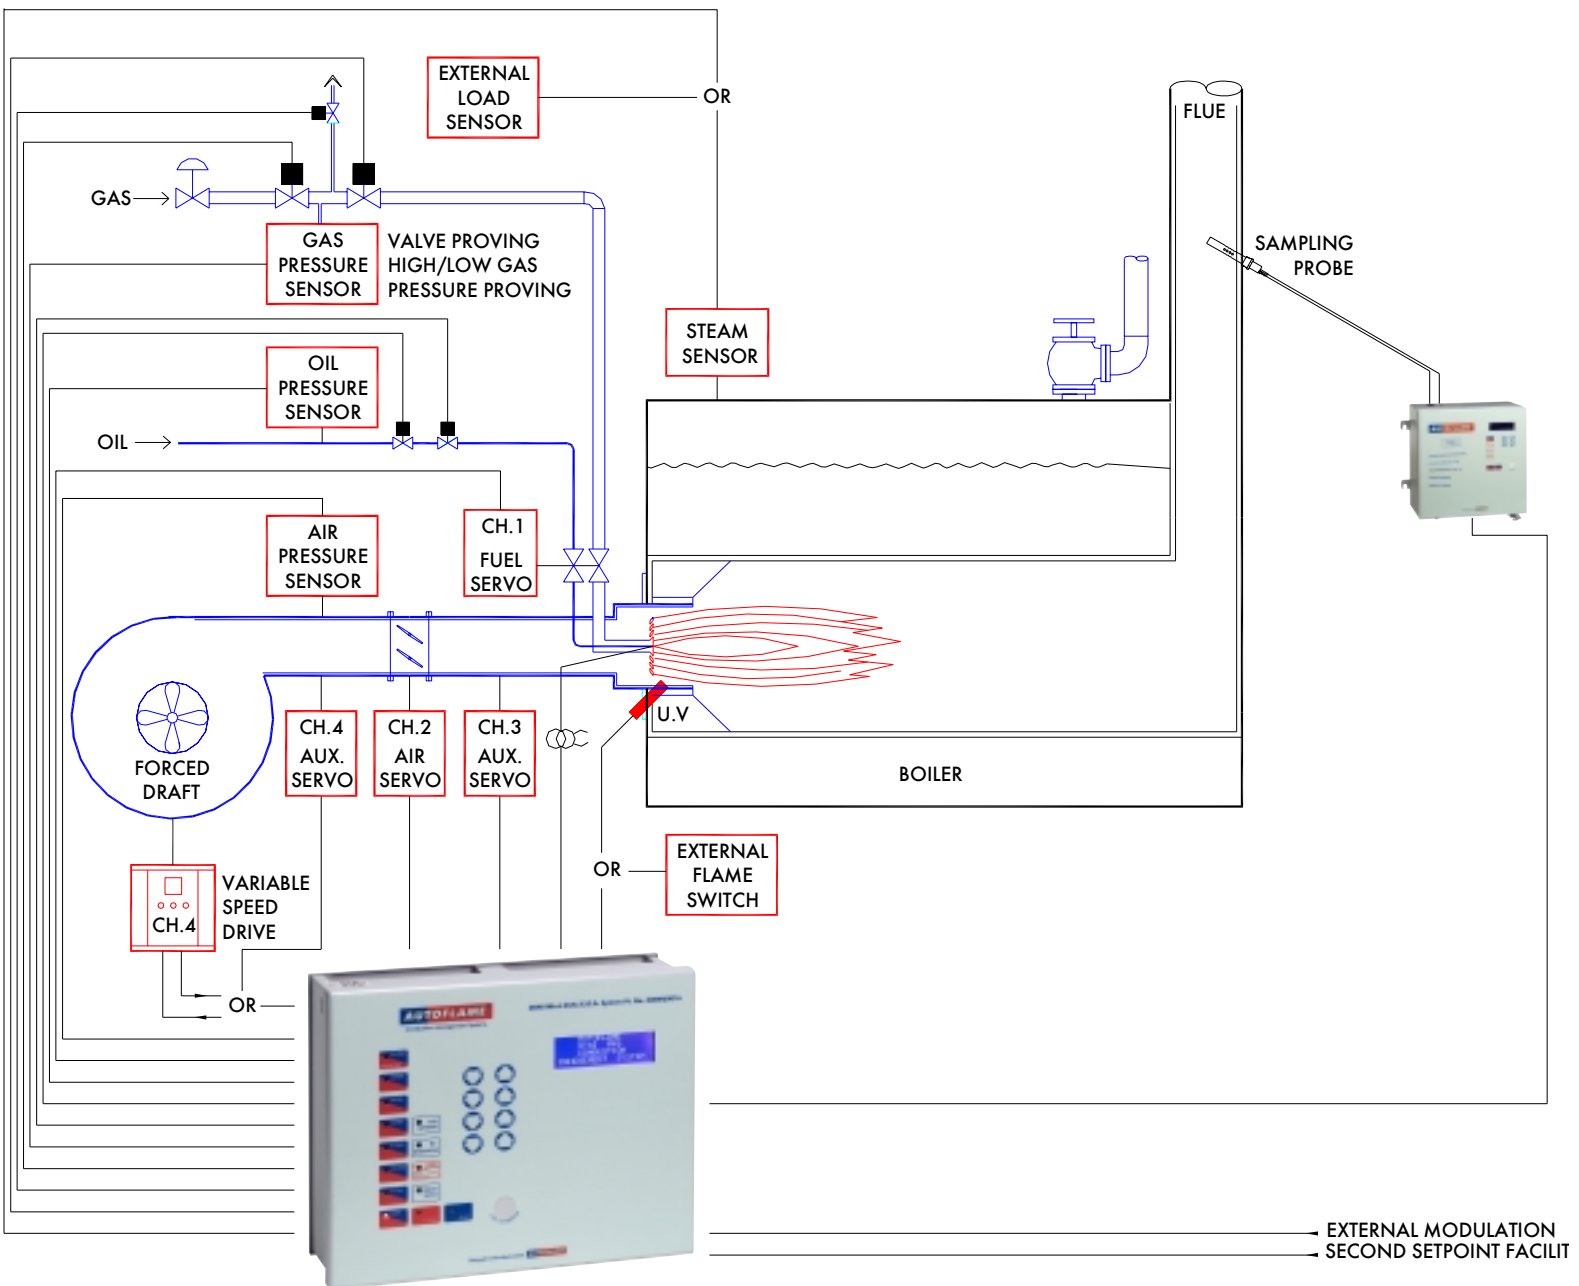 EXTERNAL
LOAD
SENSOR
OR
FLUE
GAS
GAS
PRESSURE
SENSOR
VALVE PROVING
HIGH/LOW GAS
PRESSURE PROVING
SAMPLING
PROBE
STEAM
SENSOR
OIL
PRESSURE
SENSOR
OIL
AIR
PRESSURE
SENSOR
CH.1
FUEL
SERVO
FORCED
DRAFT
CH.4
AUX.
SERVO
CH.2
AIR
SERVO
CH.3
AUX.
SERVO
U.V
BOILER
OR
EXTERNAL
FLAME
SWITCH
CH.4
VARIABLE
SPEED
DRIVE
OR
AUTOFLAME
EXTERNAL MODULATION
SECOND SETPOINT FACILIT